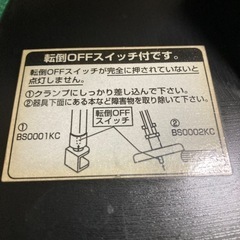 転倒OFFスイッチ付です。
転倒OFFスイッチが完全に押されていないと
点灯しません。
①クランプにしっかり差し込んで下さい。
②器具下面にある本など障害物を取り除いて下さい。
転倒OFF
スイッチ
①
BS0001KC
②
BS0002KC